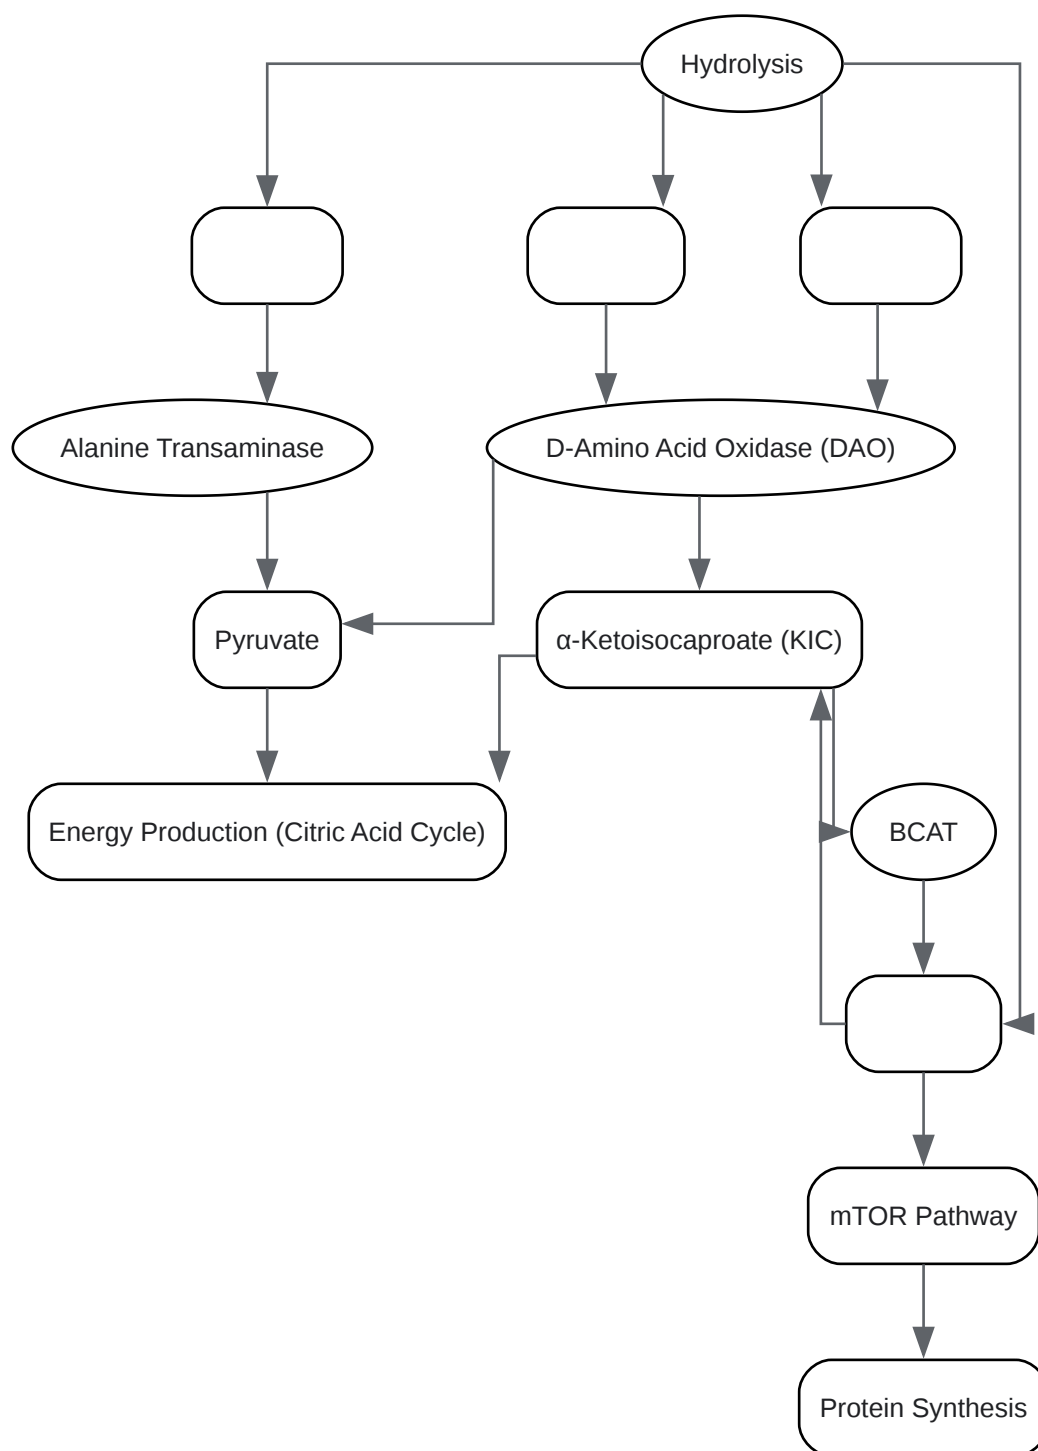 Hydrolysis
Alanine Transaminase
D-Amino Acid Oxidase (DAO)
Pyruvate
α-Ketoisocaproate (KIC)
Energy Production (Citric Acid Cycle)
BCAT
mTOR Pathway
Protein Synthesis